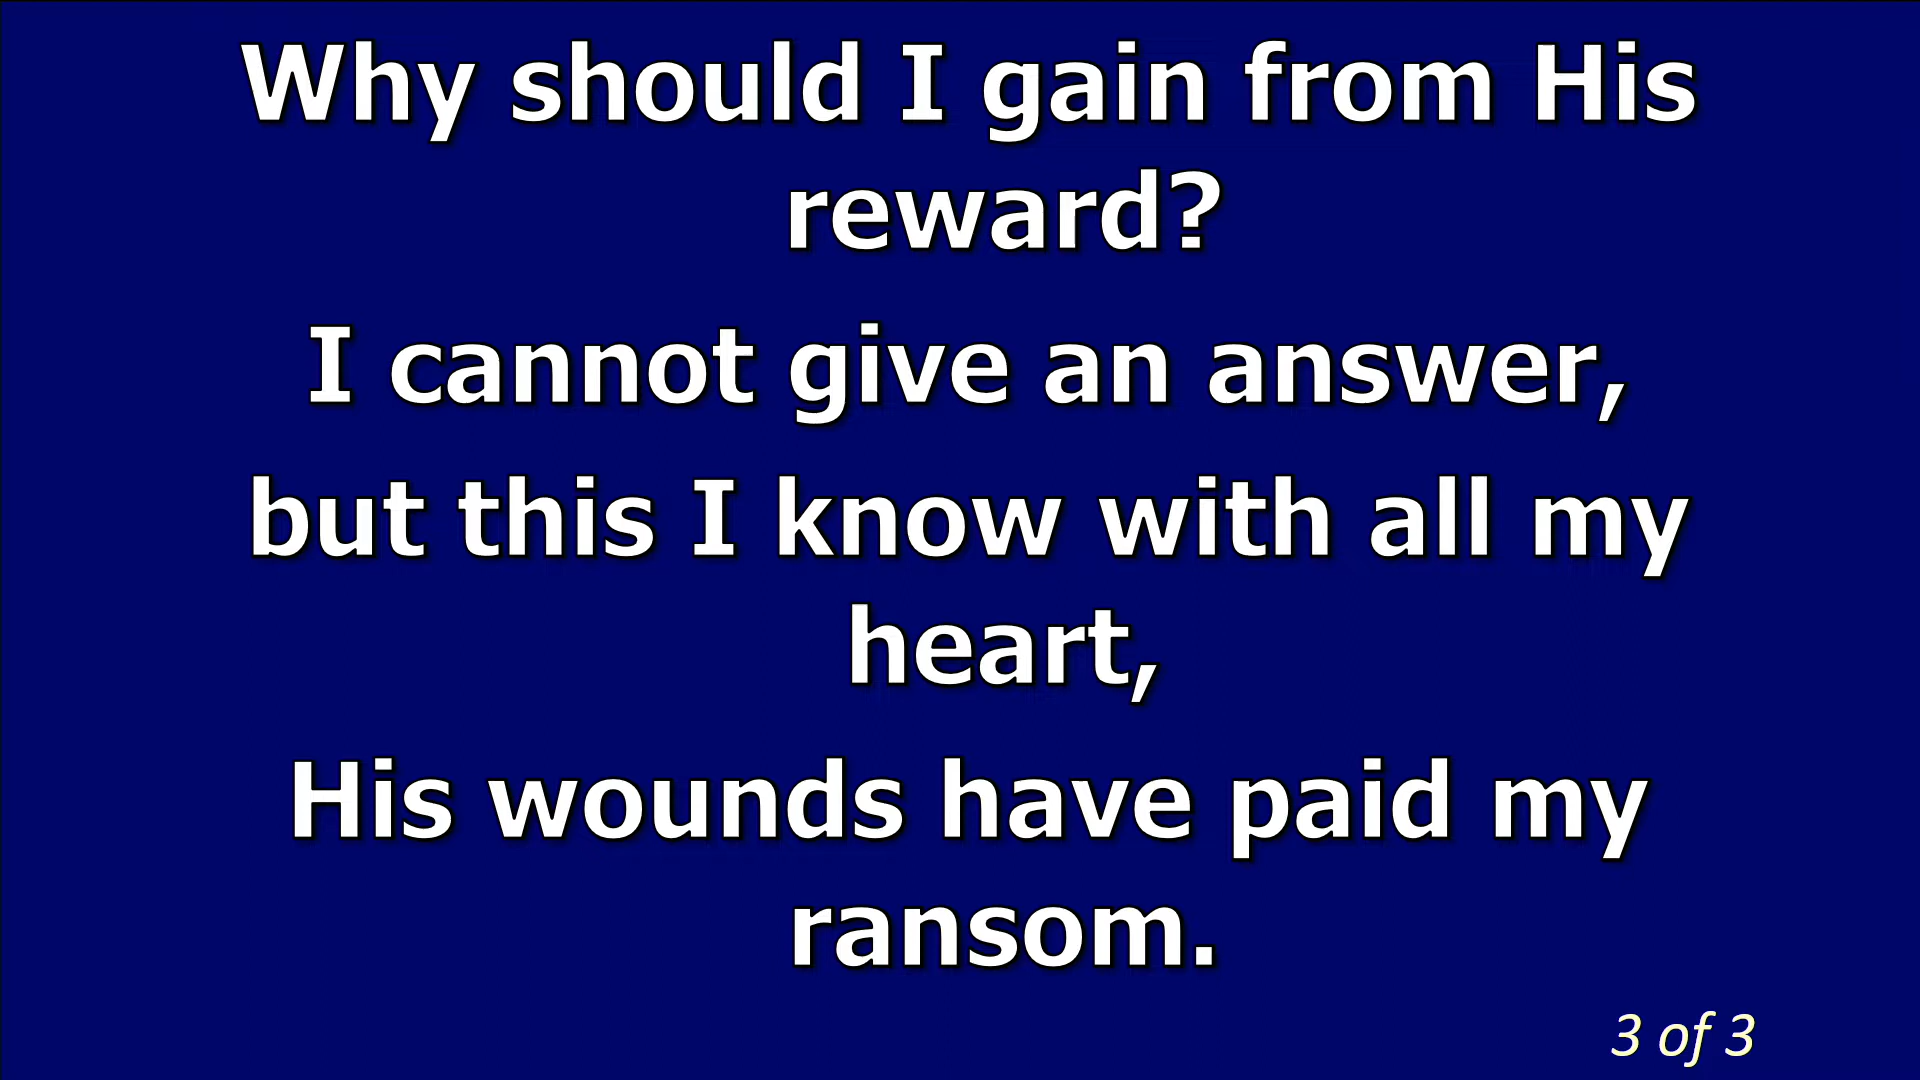 Why should I gain from His
reward?
I cannot give an answer,
but this I know with all my
heart,
His wounds have paid my
ransom.
3 of 3